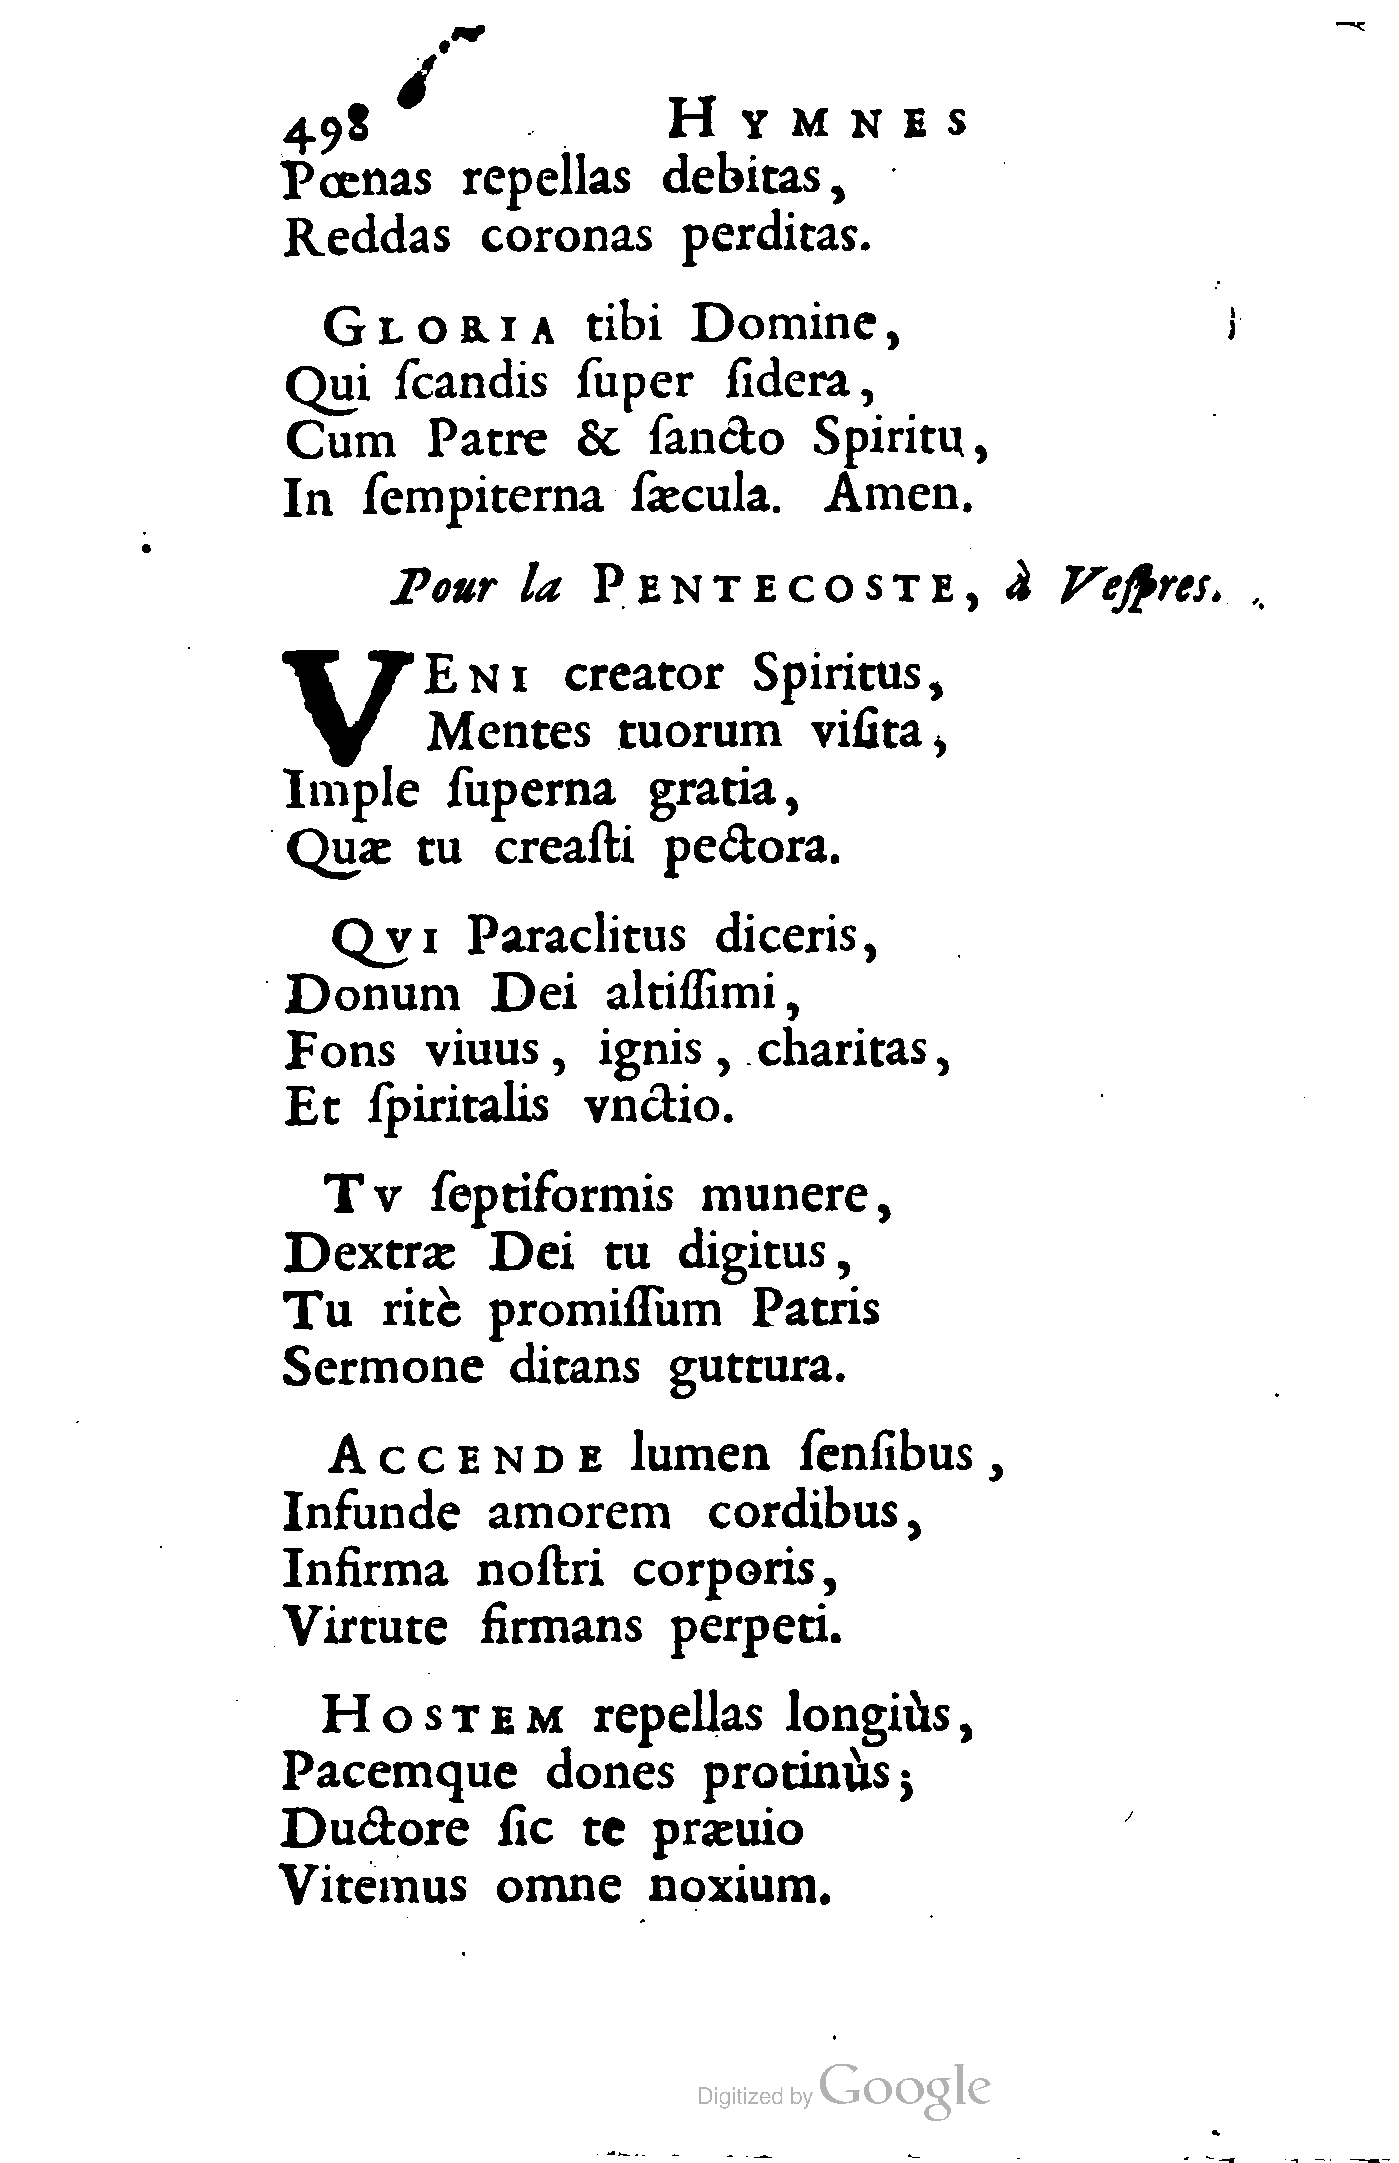 498 HYMNES
Pœnas repellas debitas,
Reddas coronas perditas.
GLORIA tibi Domine,
Qui ſcandis ſuper ſidera,
Cum Patre & ſancto Spiritu,
In ſempiterna ſæcula. Amen.
Pour la PENTECOSTE, à Veſpres.
VENI creator Spiritus,
Mentes tuorum viſita,
Imple ſuperna gratia,
Quæ tu creaſti pectora.
QVI Paraclitus diceris,
Donum Dei altiſſimi,
Fons viuus, ignis, charitas,
Et ſpiritalis vnctio.
TV ſeptiformis munere,
Dextræ Dei tu digitus,
Tu ritè promiſſum Patris
Sermone ditans guttura.
ACCENDE lumen ſenſibus,
Infunde amorem cordibus,
Infirma noſtri corporis,
Virtute firmans perpeti.
HOSTEM repellas longiùs,
Pacemque dones protinùs;
Ductore ſic te præuio
Vitemus omne noxium.
Digitized by Google